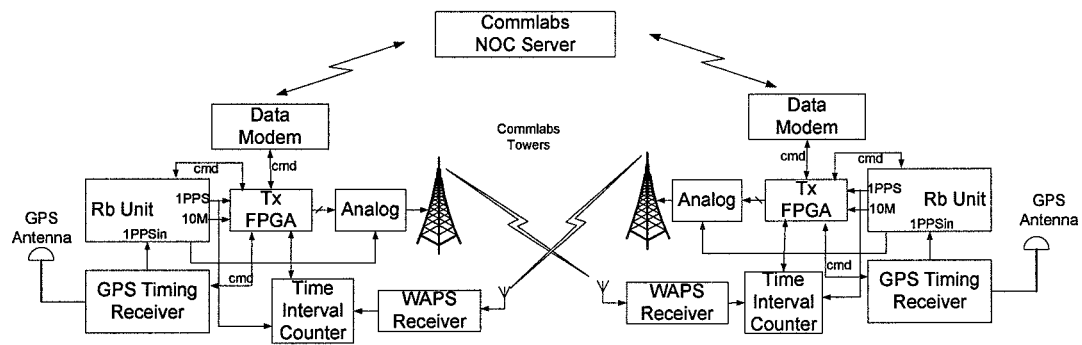 Commlabs
NOC Server
Data
Modem
Data
Modem
Commlabs
Towers
cmd
cmd
cmd
cmd
Rb Unit
1PPS
10M
1PPSin
Tx
FPGA
Analog
Analog
Tx
FPGA
1PPS
10M
Rb Unit
1PPSin
GPS
Antenna
GPS
Antenna
cmd
cmd
GPS Timing
Receiver
Time
Interval
Counter
WAPS
Receiver
WAPS
Receiver
Time
Interval
Counter
GPS Timing
Receiver